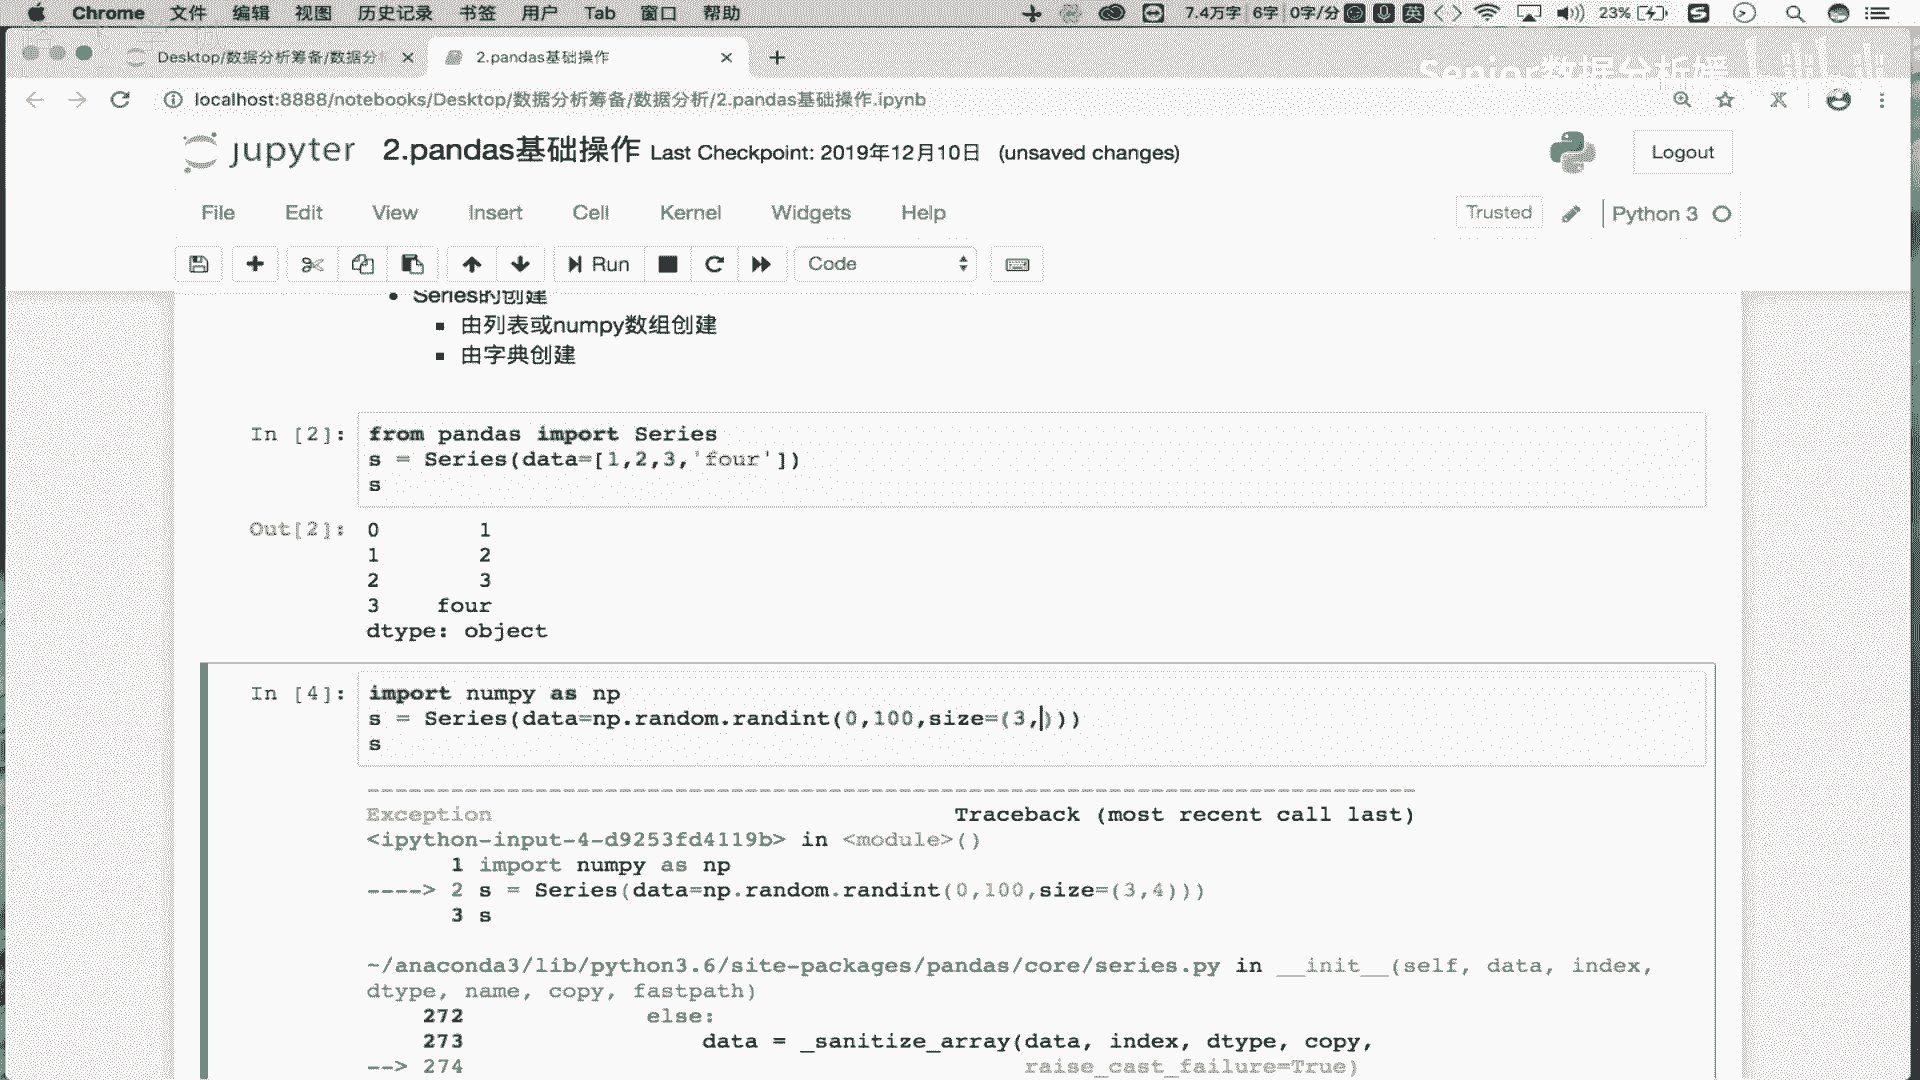 Chrome 文件 编辑 视图 历史记录 书签 用户 Tab 窗口 帮助 7.4万字 6字 0字/分 英 23%
Desktop/数据分析筹备/数据分 2.pandas基础操作
Senior数据分析媛 bilibili
localhost:8888/notebooks/Desktop/数据分析筹备/数据分析/2.pandas基础操作.ipynb
jupyter 2.pandas基础操作 Last Checkpoint: 2019年12月10日 (unsaved changes) Logout
File Edit View Insert Cell Kernel Widgets Help Trusted Python 3
Run Code
Series的创建
由列表或numpy数组创建
由字典创建
In [2]: from pandas import Series
s = Series(data=[1,2,3,'four'])
s
Out[2]: 0 1
1 2
2 3
3 four
dtype: object
In [4]: import numpy as np
s = Series(data=np.random.randint(0,100,size=(3,)))
s
---------------------------------------------------------------------------
Exception Traceback (most recent call last)
<ipython-input-4-d9253fd4119b> in <module>()
1 import numpy as np
----> 2 s = Series(data=np.random.randint(0,100,size=(3,4)))
3 s
~/anaconda3/lib/python3.6/site-packages/pandas/core/series.py in __init__(self, data, index,
dtype, name, copy, fastpath)
272 else:
273 data = _sanitize_array(data, index, dtype, copy,
--> 274 raise_cast_failure=True)